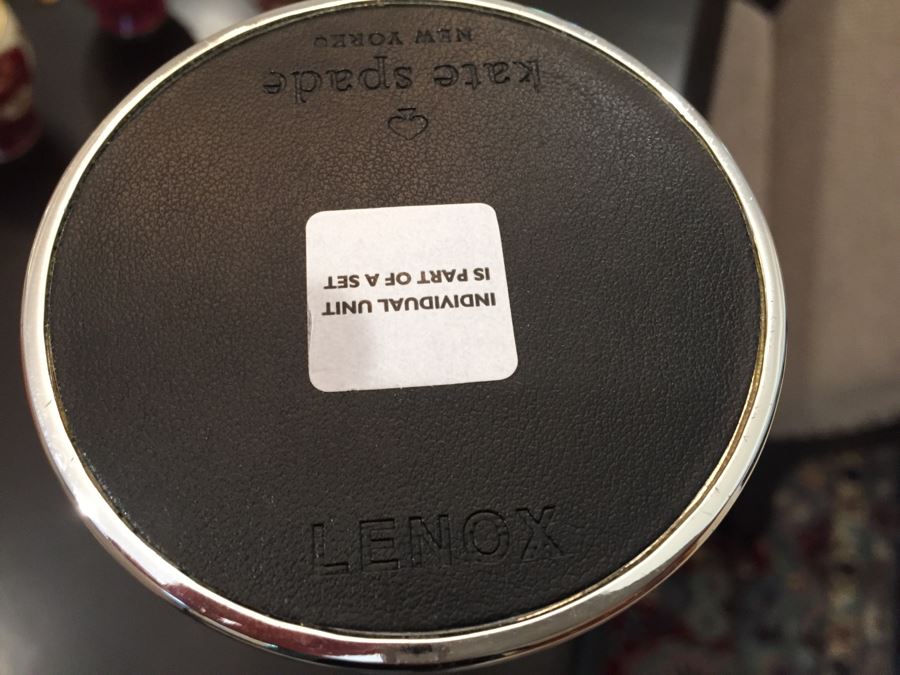 kate spade
NEW YORK
INDIVIDUAL UNIT
IS PART OF A SET
LENOX